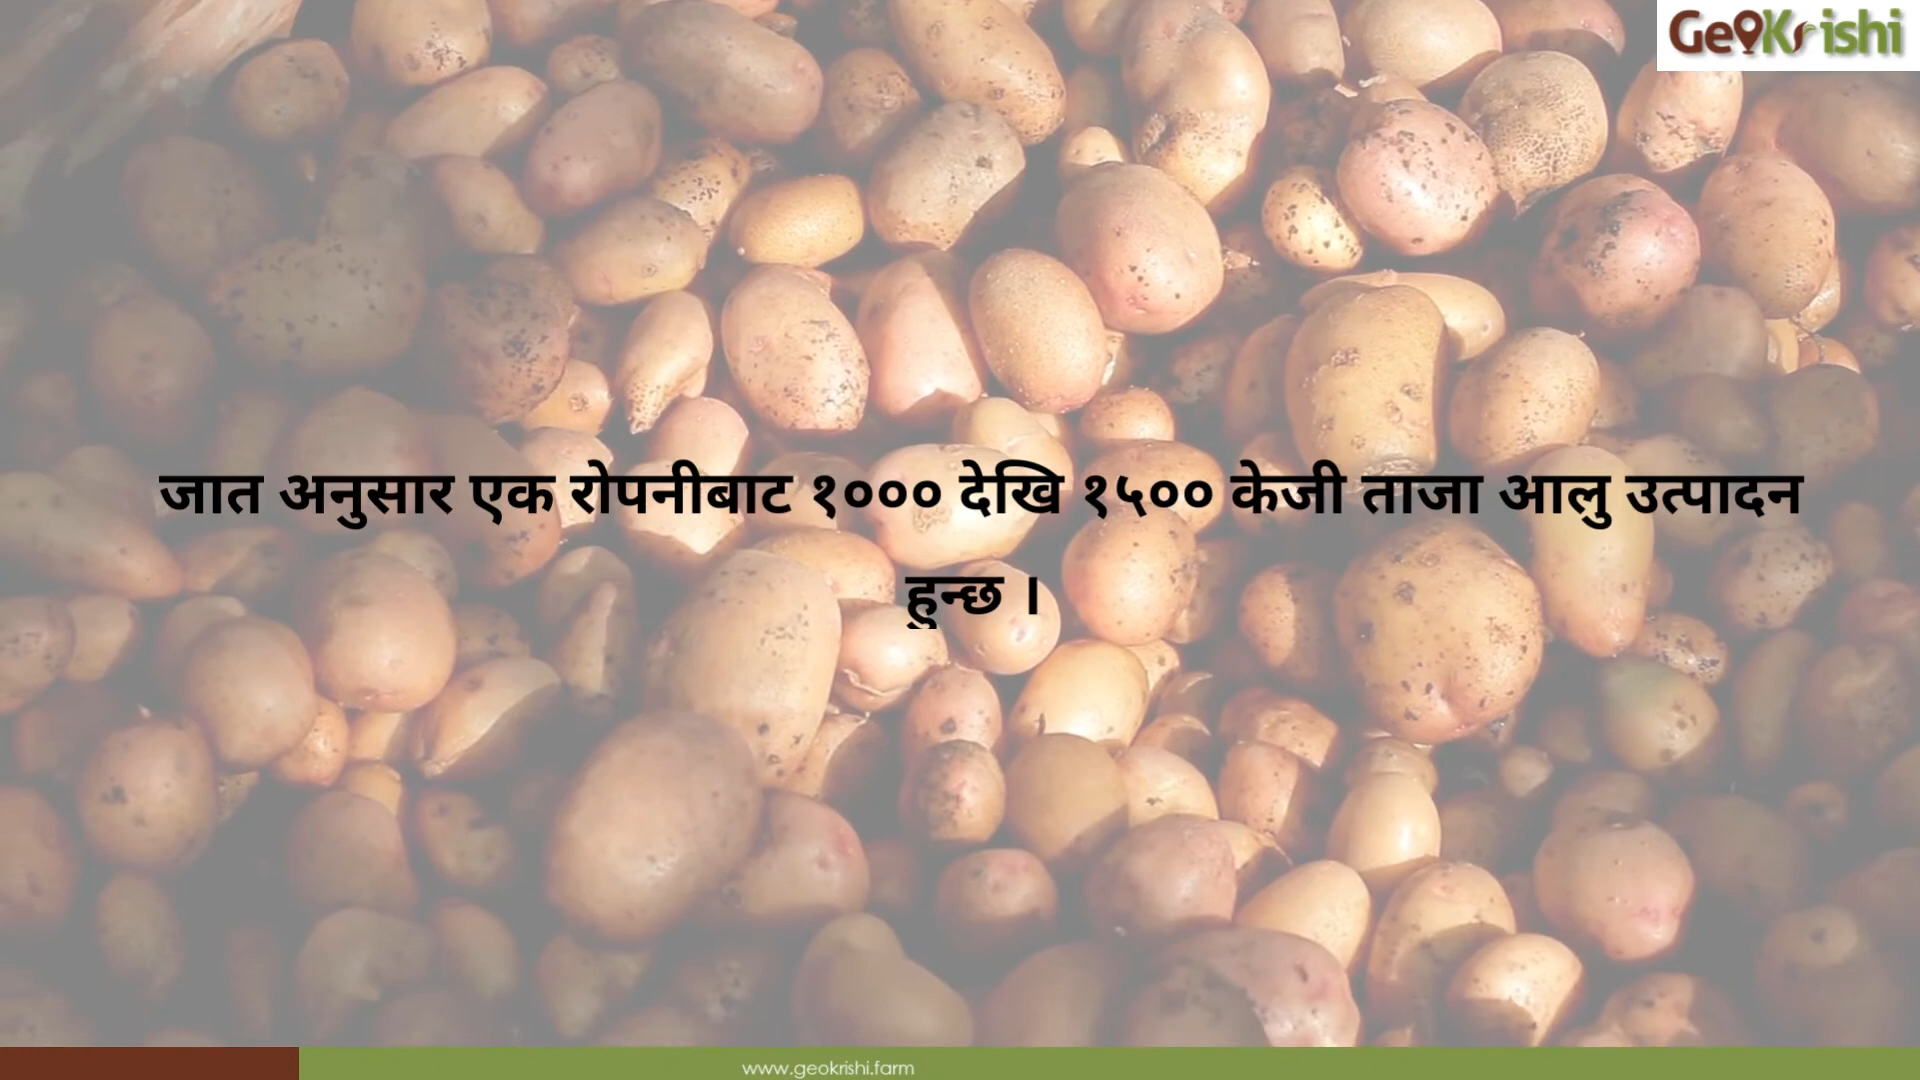 GeoKrishi
जात अनुसार एक रोपनीबाट १००० देखि १५०० केजी ताजा आलु उत्पादन
हुन्छ ।
www.geokrishi.farm